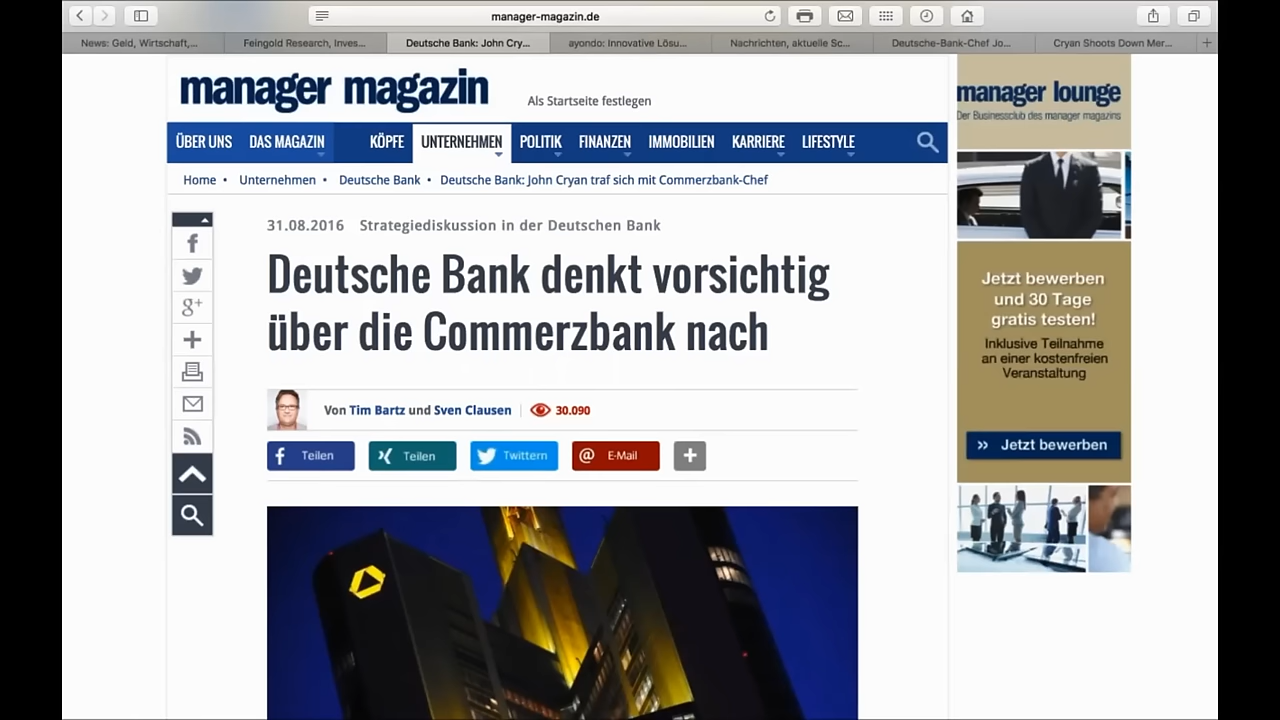 manager-magazin.de
News: Geld, Wirtschaft,...
Feingold Research, Inves...
Deutsche Bank: John Cry...
ayondo: Innovative Lösu...
Nachrichten, aktuelle Sc...
Deutsche-Bank-Chef Jo...
Cryan Shoots Down Mer...
manager magazin
Als Startseite festlegen
ÜBER UNS DAS MAGAZIN KÖPFE UNTERNEHMEN POLITIK FINANZEN IMMOBILIEN KARRIERE LIFESTYLE
Home • Unternehmen • Deutsche Bank • Deutsche Bank: John Cryan traf sich mit Commerzbank-Chef
31.08.2016 Strategiediskussion in der Deutschen Bank
Deutsche Bank denkt vorsichtig
über die Commerzbank nach
Von Tim Bartz und Sven Clausen
30.090
Teilen
Teilen
Twittern
E-Mail
manager lounge
Der Businessclub des manager magazins
Jetzt bewerben
und 30 Tage
gratis testen!
Inklusive Teilnahme
an einer kostenfreien
Veranstaltung
» Jetzt bewerben